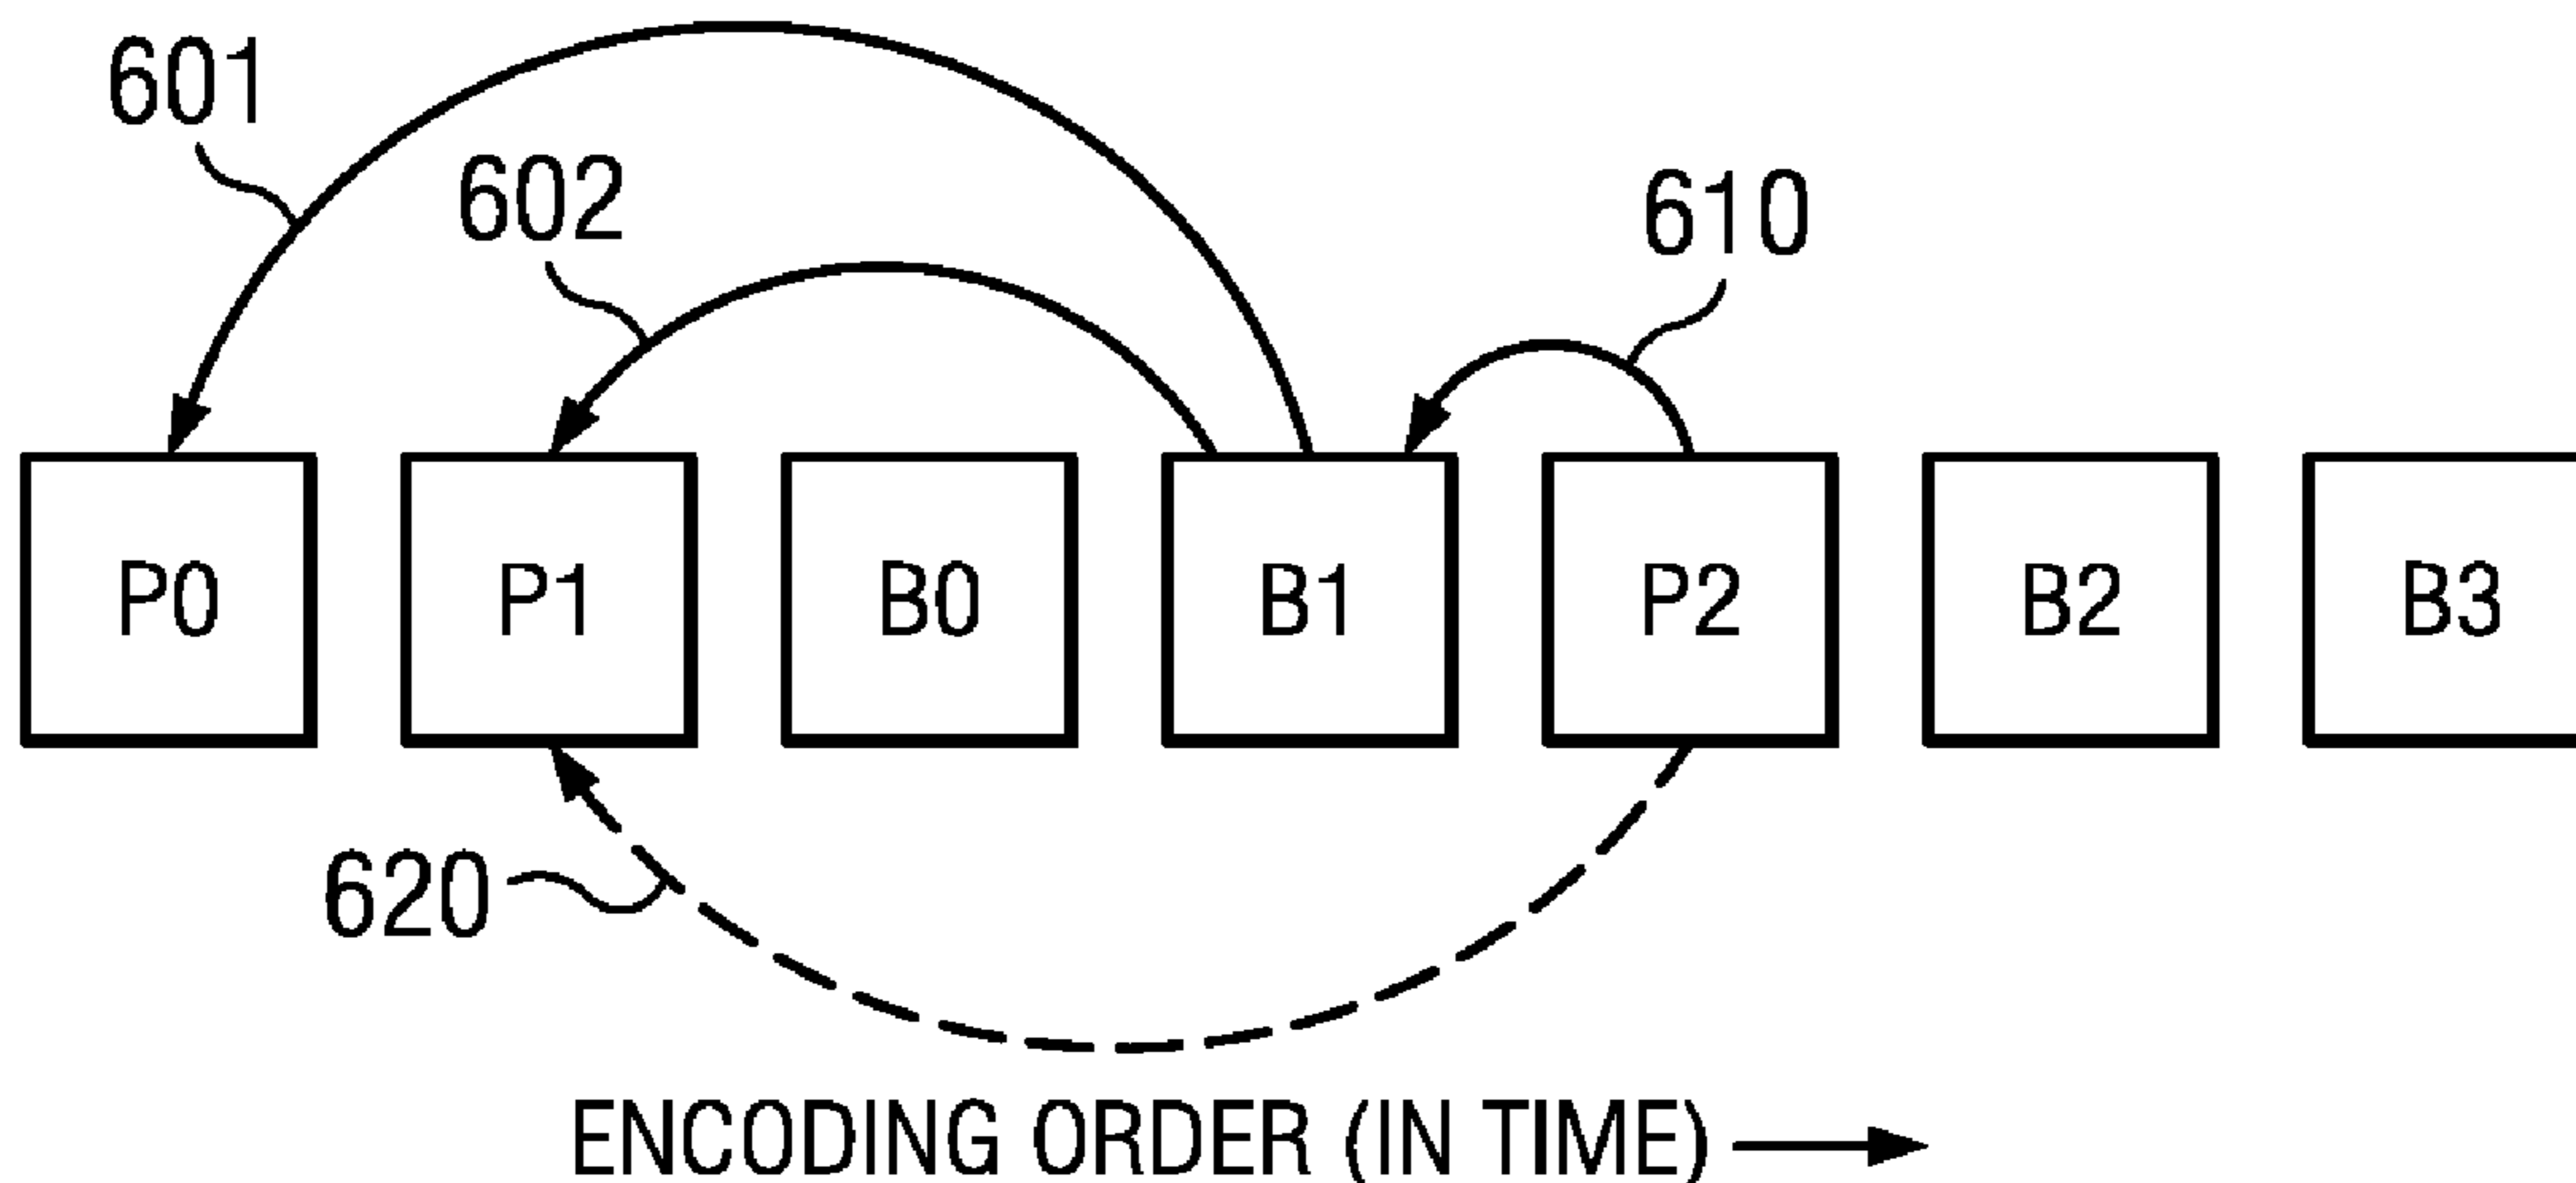 601
602
610
P0 P1 B0 B1 P2 B2 B3
620
ENCODING ORDER (IN TIME)